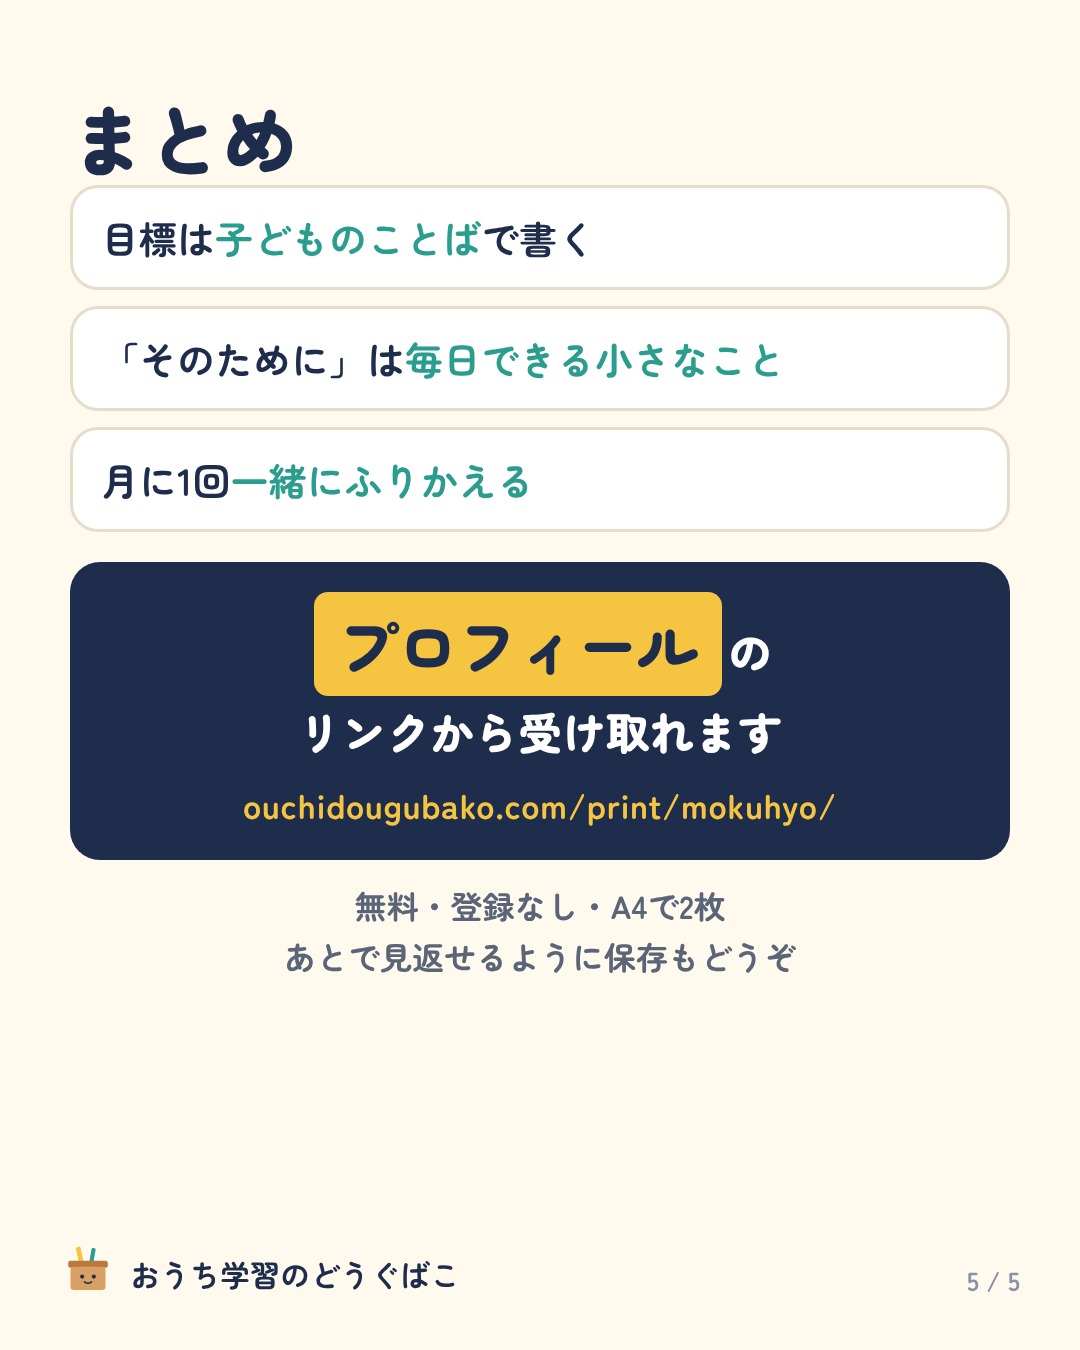 まとめ
目標は子どものことばで書く
「そのために」は毎日できる小さなこと
月に1回一緒にふりかえる
プロフィールの
リンクから受け取れます
ouchidougubako.com/print/mokuhyo/
無料・登録なし・A4で2枚
あとで見返せるように保存もどうぞ
おうち学習のどうぐばこ
5 / 5